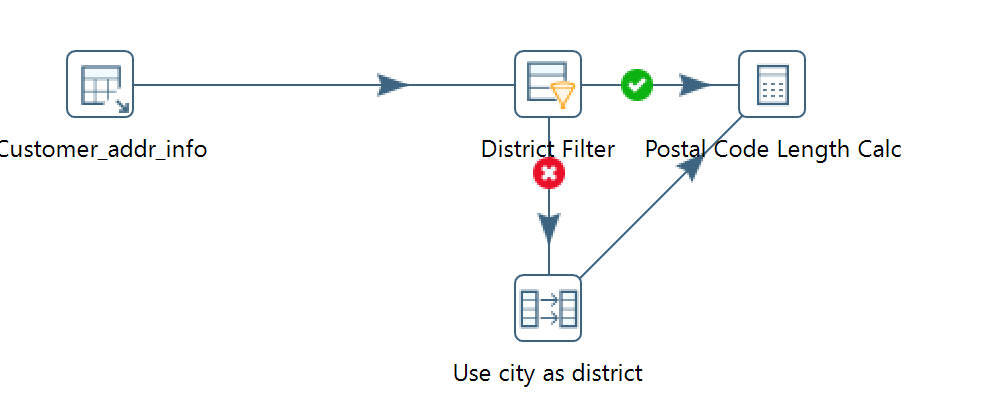 Customer_addr_info
District Filter
Postal Code Length Calc
Use city as district